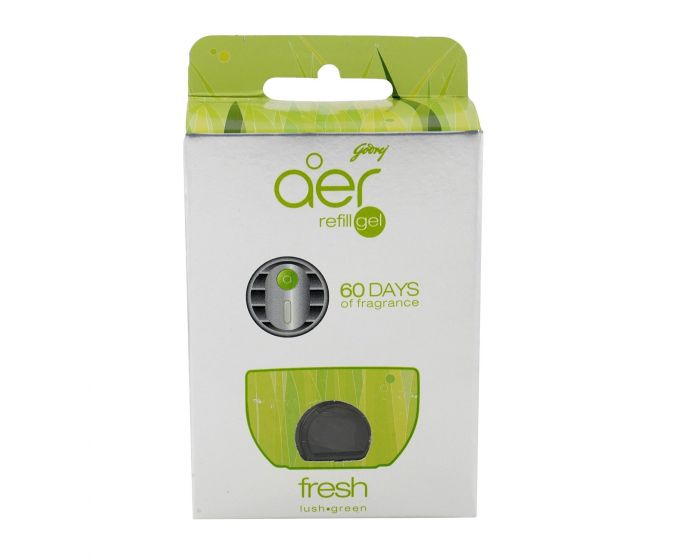 Godrej
aer
refill gel
60 DAYS
of fragrance
fresh
lush•green